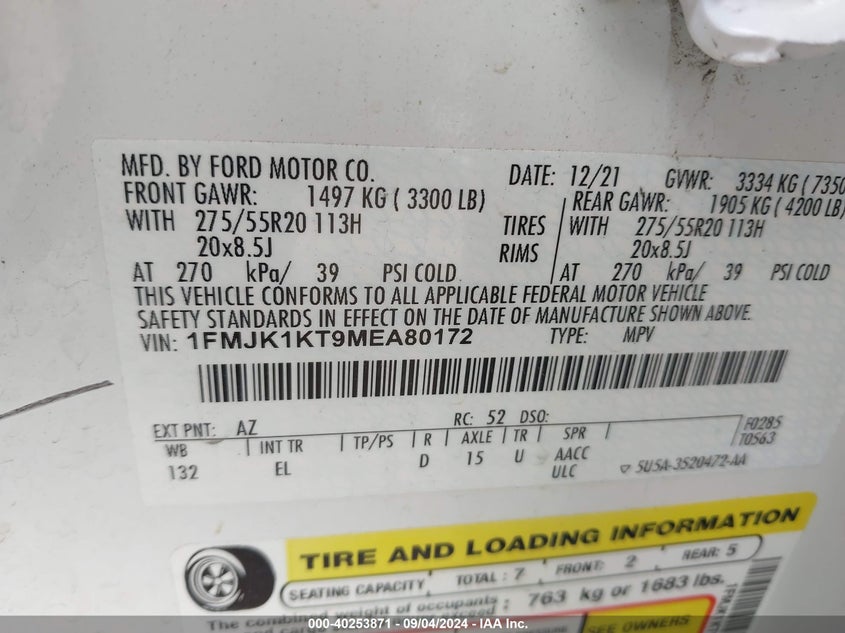 MFD. BY FORD MOTOR CO. DATE: 12/21 GVWR: 3334 KG ( 7350
FRONT GAWR: 1497 KG ( 3300 LB) REAR GAWR: 1905 KG ( 4200 LB)
WITH 275/55R20 113H TIRES WITH 275/55R20 113H
20x8.5J RIMS 20x8.5J
AT 270 kPa/ 39 PSI COLD AT 270 kPa/ 39 PSI COLD
THIS VEHICLE CONFORMS TO ALL APPLICABLE FEDERAL MOTOR VEHICLE
SAFETY STANDARDS IN EFFECT ON THE DATE OF MANUFACTURE SHOWN ABOVE.
VIN: 1FMJK1KT9MEA80172 TYPE: MPV
EXT PNT: AZ RC: 52 DSO: F0285
WB INT TR TP/PS R AXLE TR SPR T0563
132 EL D 15 U AACC
ULC 5U5A-3520472-AA
TIRE AND LOADING INFORMATION
SEATING CAPACITY TOTAL: 7 FRONT: 2 REAR: 5
The combined weight of occupants 763 kg or 1683 lbs.
SEE OWNERS
000-40253871 - 09/04/2024 - IAA Inc.